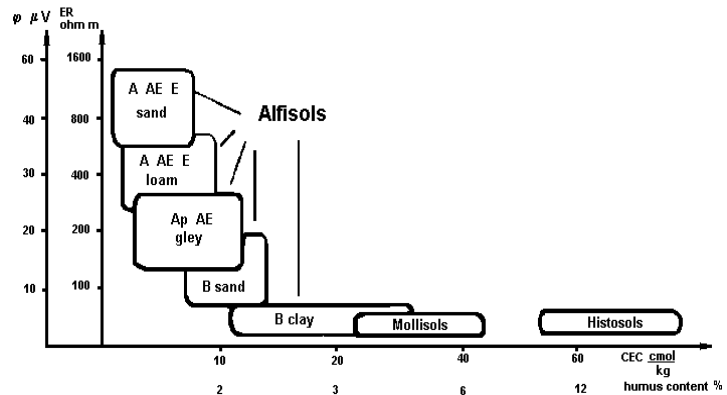 φ μV ER
ohm m
60 1600
A AE E
sand
40 800
Alfisols
30 400
A AE E
loam
20 200
Ap AE
gley
10 100
B sand
B clay
Mollisols
Histosols
10 20 40 60 CEC cmol
kg
2 3 6 12 humus content %